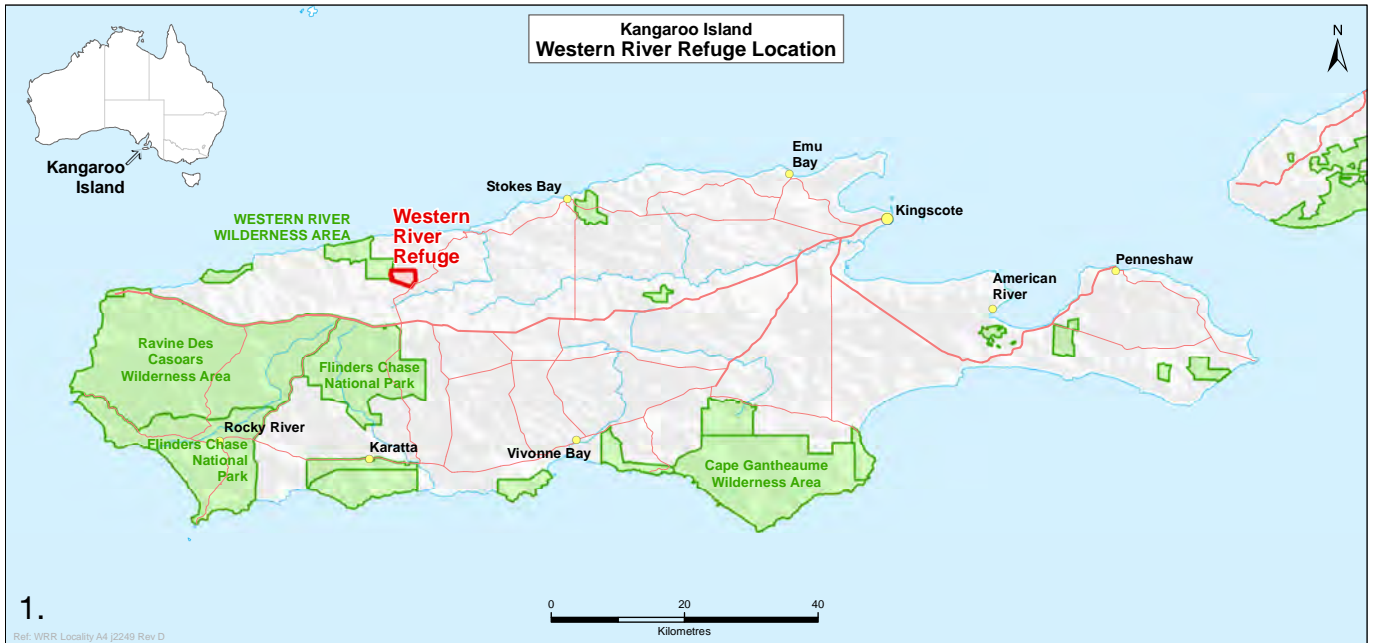 Kangaroo Island
Western River Refuge Location
N
Kangaroo
Island
Emu
Bay
Stokes Bay
Kingscote
WESTERN RIVER
WILDERNESS AREA
Western
River
Refuge
Penneshaw
American
River
Ravine Des
Casoars
Wilderness Area
Flinders Chase
National Park
Rocky River
Flinders Chase
National
Park
Karatta
Vivonne Bay
Cape Gantheaume
Wilderness Area
1.
0 20 40
Kilometres
Ref: WRR Locality A4 j2249 Rev D